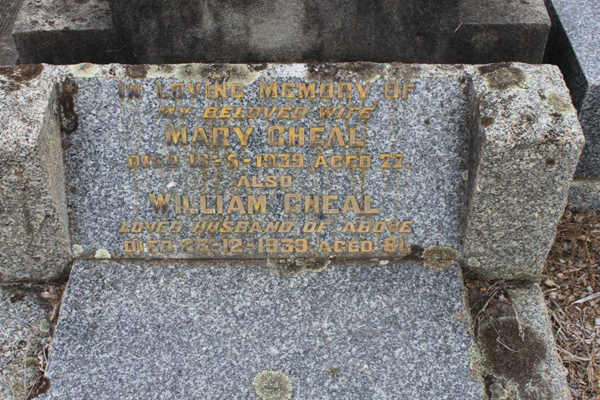 IN LOVING MEMORY OF
MY BELOVED WIFE
MARY CHEAL
DIED 18-5-1939. AGED 77.
ALSO
WILLIAM CHEAL
LOVED HUSBAND OF ABOVE
DIED 23-12-1939. AGED 81.